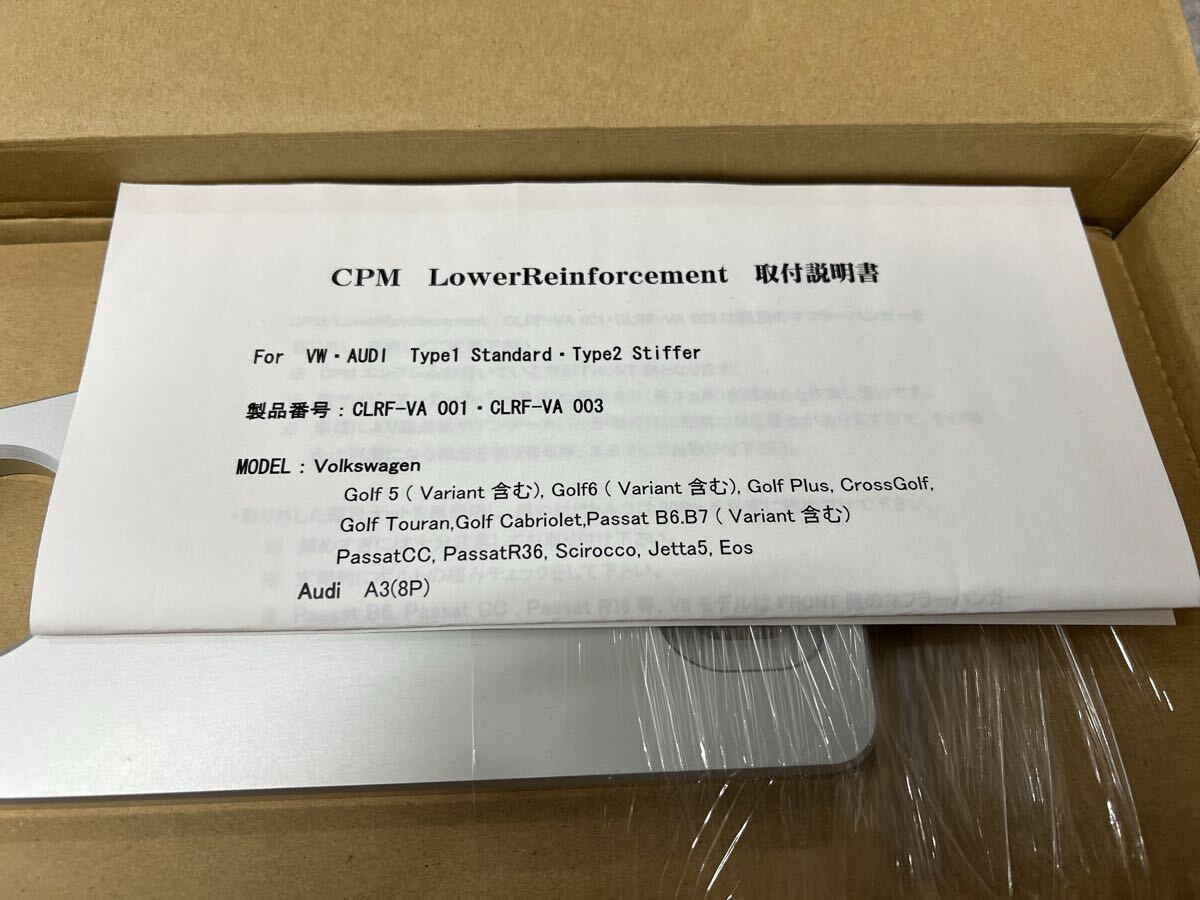 CPM LowerReinforcement 取付説明書
For VW・AUDI Type1 Standard・Type2 Stiffer
製品番号：CLRF-VA 001・CLRF-VA 003
MODEL：Volkswagen
Golf 5 ( Variant 含む), Golf6 ( Variant 含む), Golf Plus, CrossGolf,
Golf Touran,Golf Cabriolet,Passat B6.B7 ( Variant 含む)
PassatCC, PassatR36, Scirocco, Jetta5, Eos
Audi A3(8P)